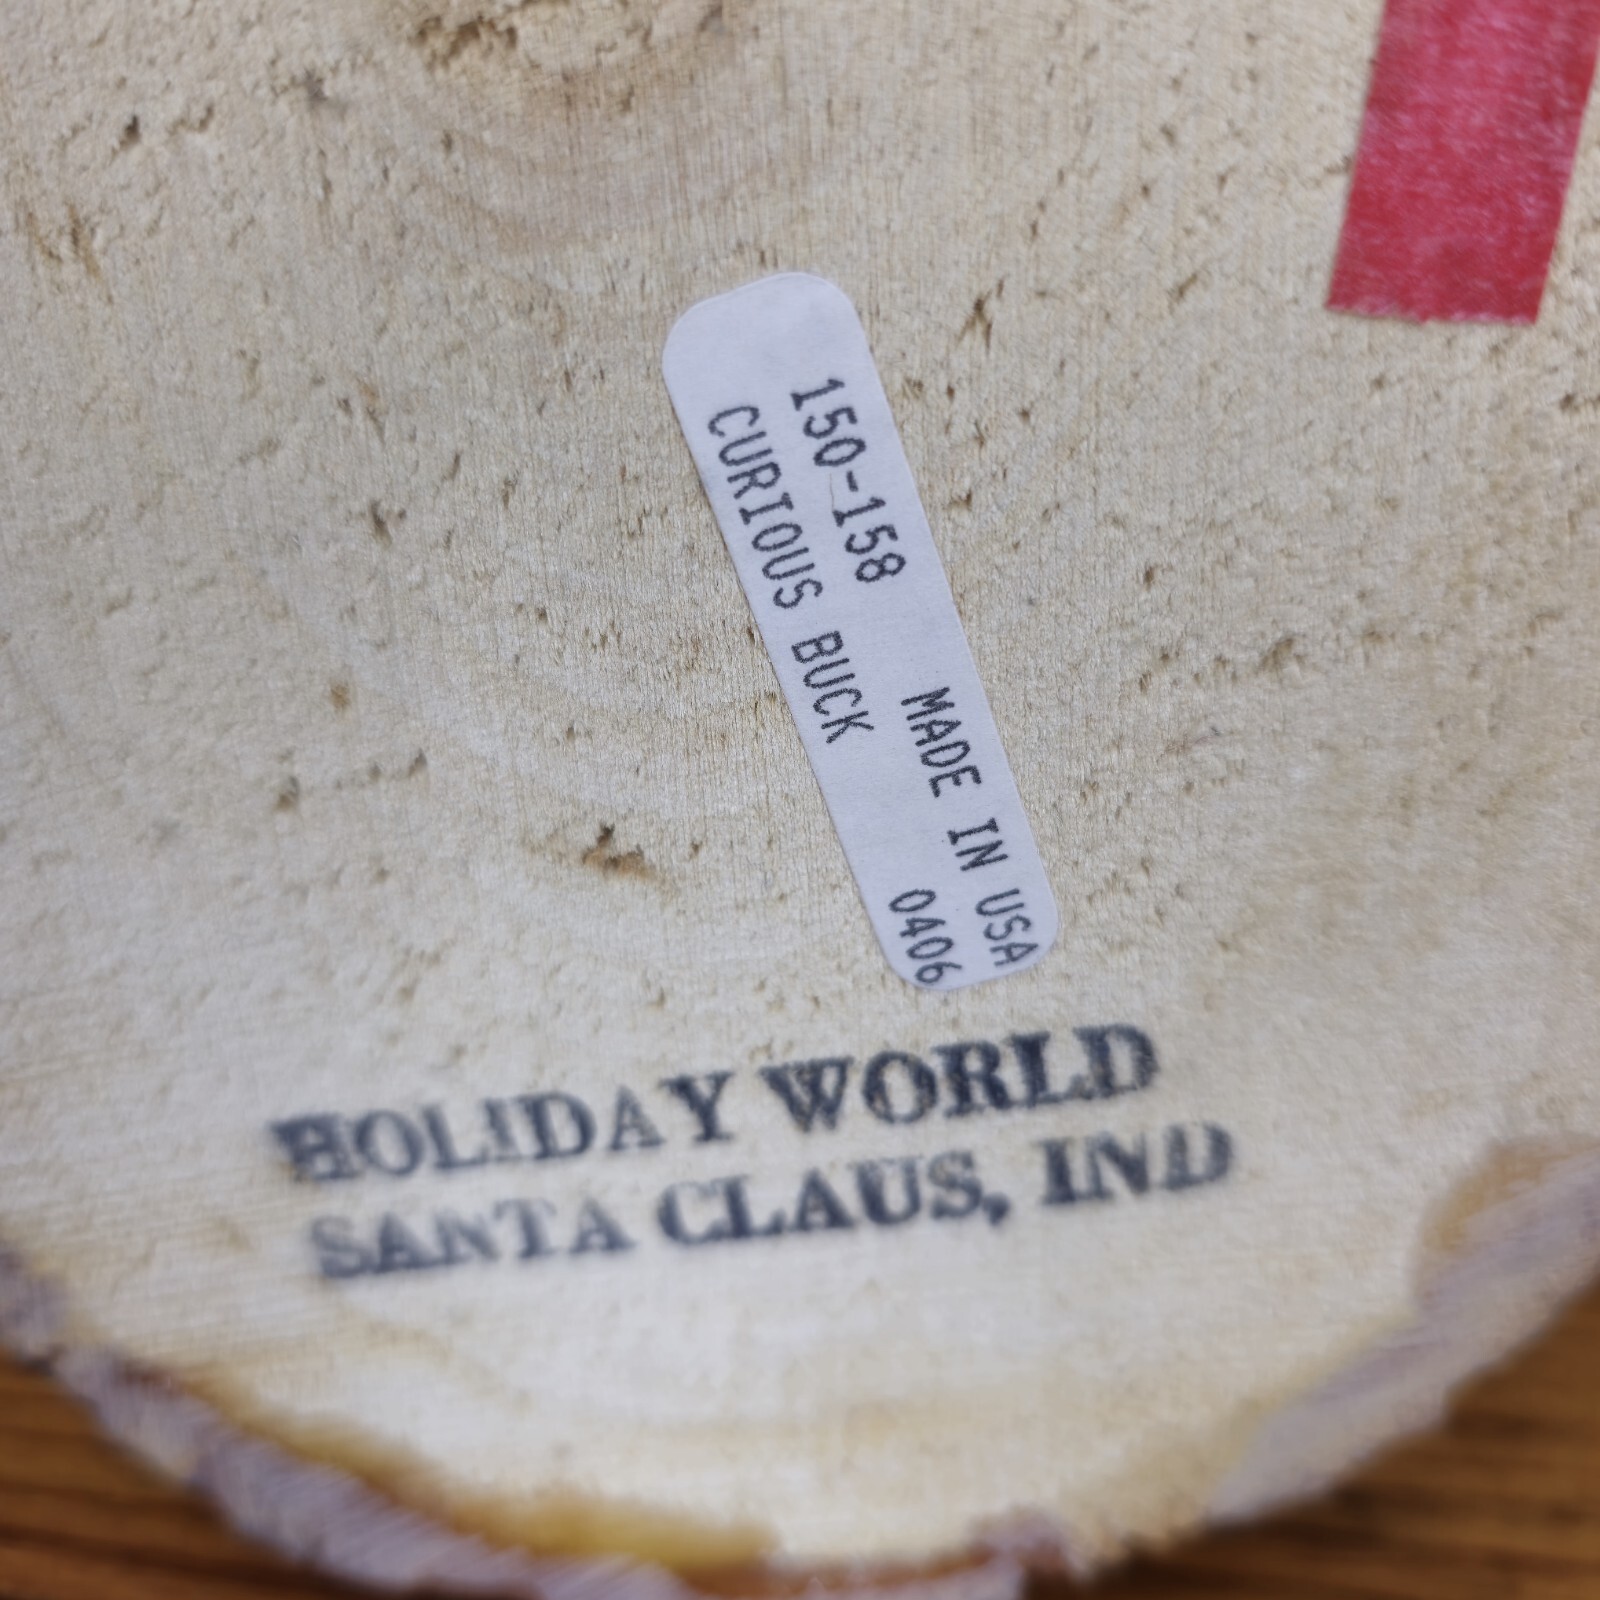 150-158 MADE IN USA
CURIOUS BUCK 0406
HOLIDAY WORLD
SANTA CLAUS, IND